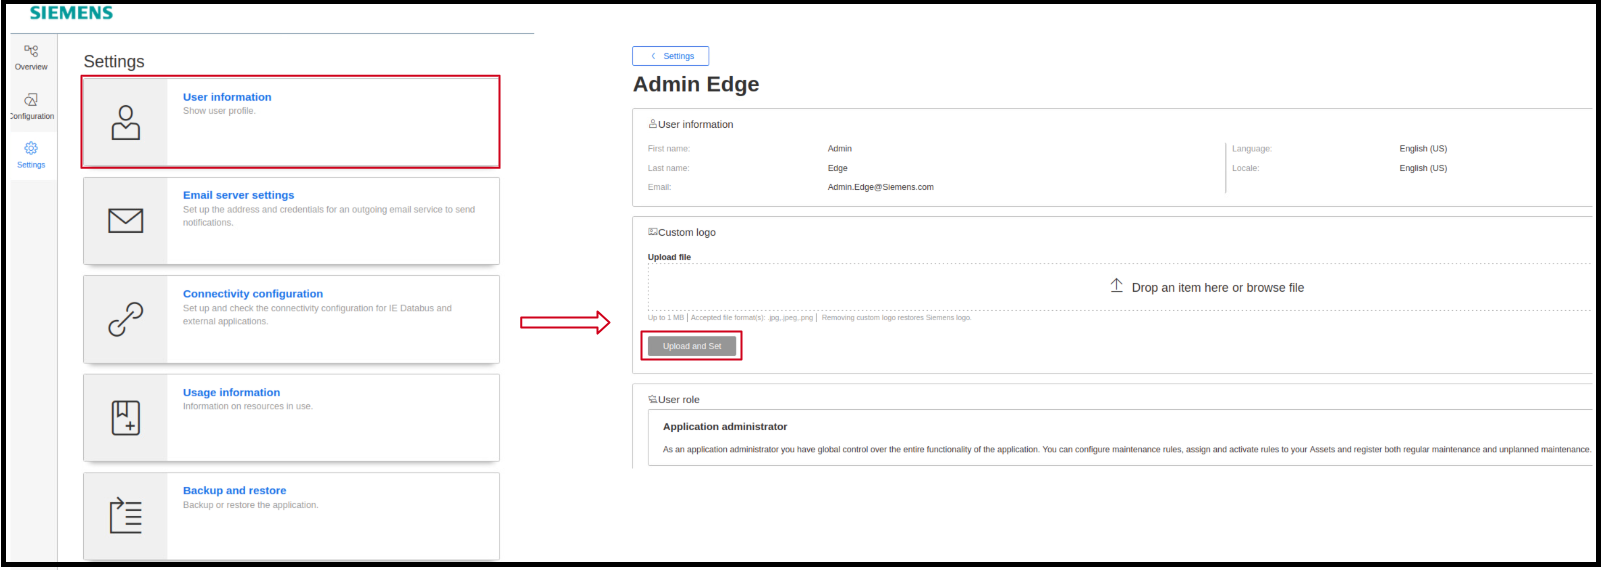 SIEMENS
Overview
Configuration
Settings
Settings
User information
Show user profile.
Email server settings
Set up the address and credentials for an outgoing email service to send
notifications.
Connectivity configuration
Set up and check the connectivity configuration for IE Databus and
external applications.
Usage information
Information on resources in use.
Backup and restore
Backup or restore the application.
Settings
Admin Edge
User information
First name: Admin
Last name: Edge
Email: Admin.Edge@Siemens.com
Language: English (US)
Locale: English (US)
Custom logo
Upload file
Drop an item here or browse file
Up to 1 MB | Accepted file format(s): .jpg,.jpeg,.png | Removing custom logo restores Siemens logo.
Upload and Set
User role
Application administrator
As an application administrator you have global control over the entire functionality of the application. You can configure maintenance rules, assign and activate rules to your Assets and register both regular maintenance and unplanned maintenance.